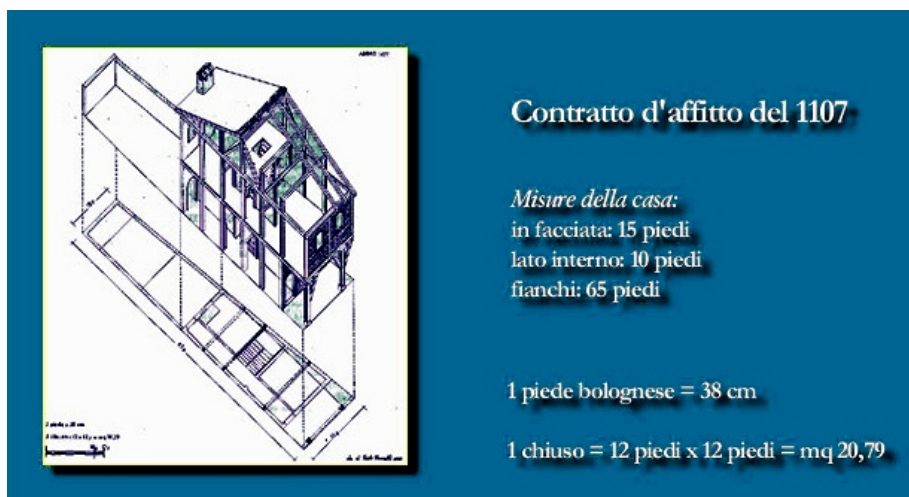 Contratto d'affitto del 1107
Misure della casa:
in facciata: 15 piedi
lato interno: 10 piedi
fianchi: 65 piedi
1 piede bolognese = 38 cm
1 chiuso = 12 piedi x 12 piedi = mq 20,79